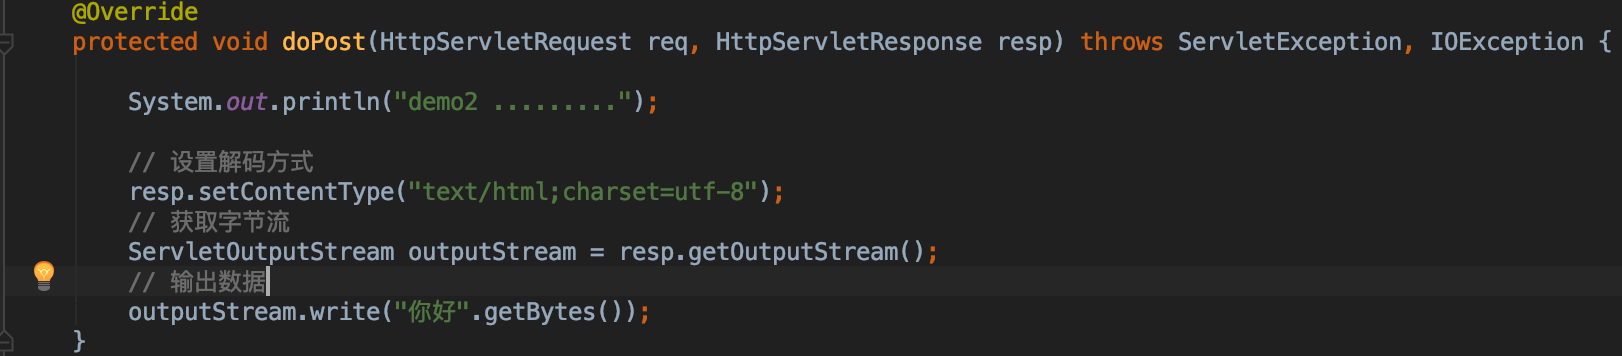 @Override
protected void doPost(HttpServletRequest req, HttpServletResponse resp) throws ServletException, IOException {
System.out.println("demo2 .........");
// 设置解码方式
resp.setContentType("text/html;charset=utf-8");
// 获取字节流
ServletOutputStream outputStream = resp.getOutputStream();
// 输出数据
outputStream.write("你好".getBytes());
}